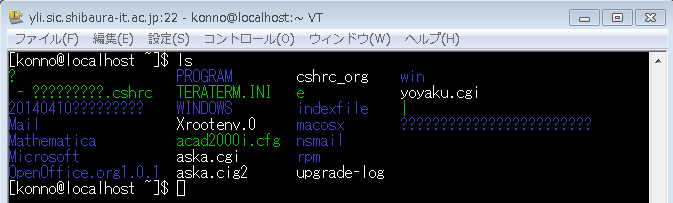 yli.sic.shibaura-it.ac.jp:22 - konno@localhost:~ VT
ファイル(F) 編集(E) 設定(S) コントロール(O) ウィンドウ(W) ヘルプ(H)
[konno@localhost ~]$ ls
? PROGRAM cshrc_org win
- ?????????.cshrc TERATERM.INI e yoyaku.cgi
20140410????????? WINDOWS indexfile |
Mail Xrootenv.0 macosx ????????????????????????
Mathematica acad2000i.cfg nsmail
Microsoft aska.cgi rpm
OpenOffice.org1.0.1 aska.cig2 upgrade-log
[konno@localhost ~]$